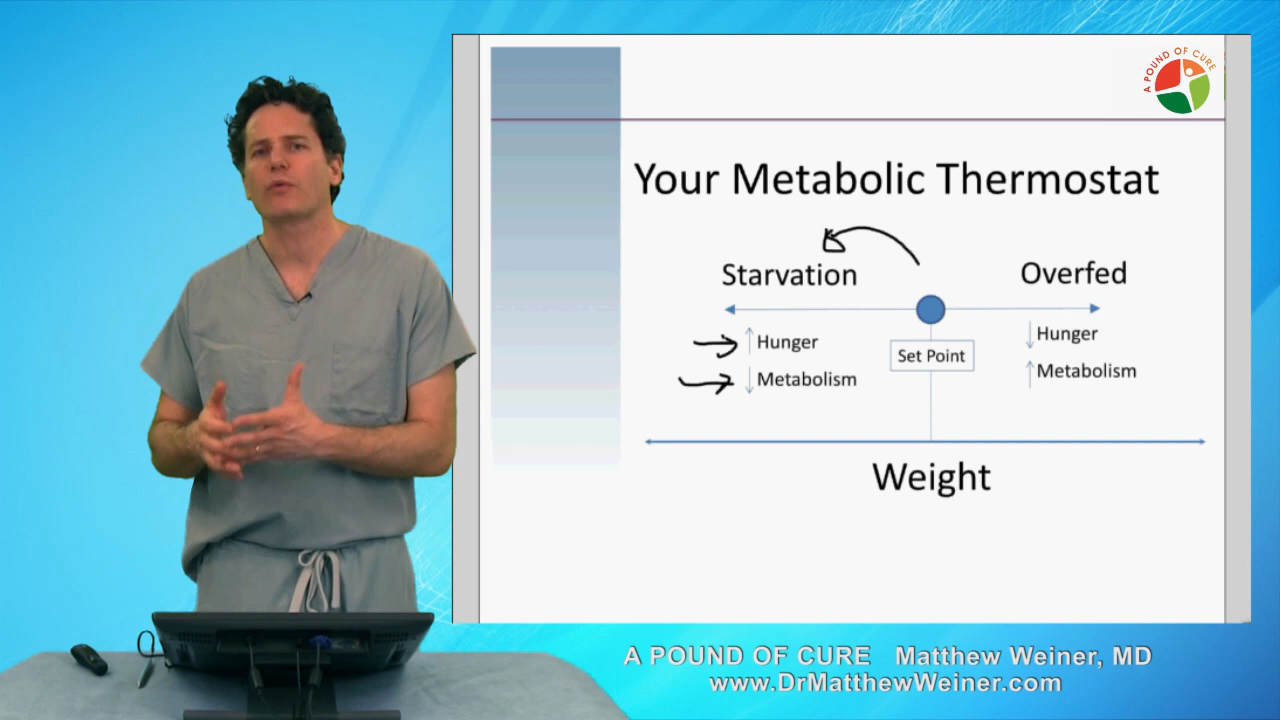 A POUND OF CURE
Your Metabolic Thermostat
Starvation
Overfed
Hunger
Metabolism
Set Point
Hunger
Metabolism
Weight
A POUND OF CURE Matthew Weiner, MD
www.DrMatthewWeiner.com